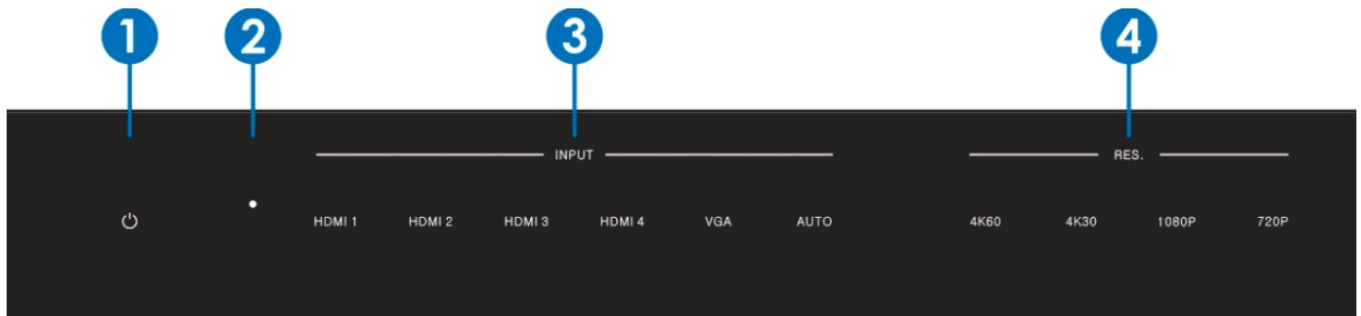 1 2 3 4
INPUT RES.
HDMI 1 HDMI 2 HDMI 3 HDMI 4 VGA AUTO 4K60 4K30 1080P 720P